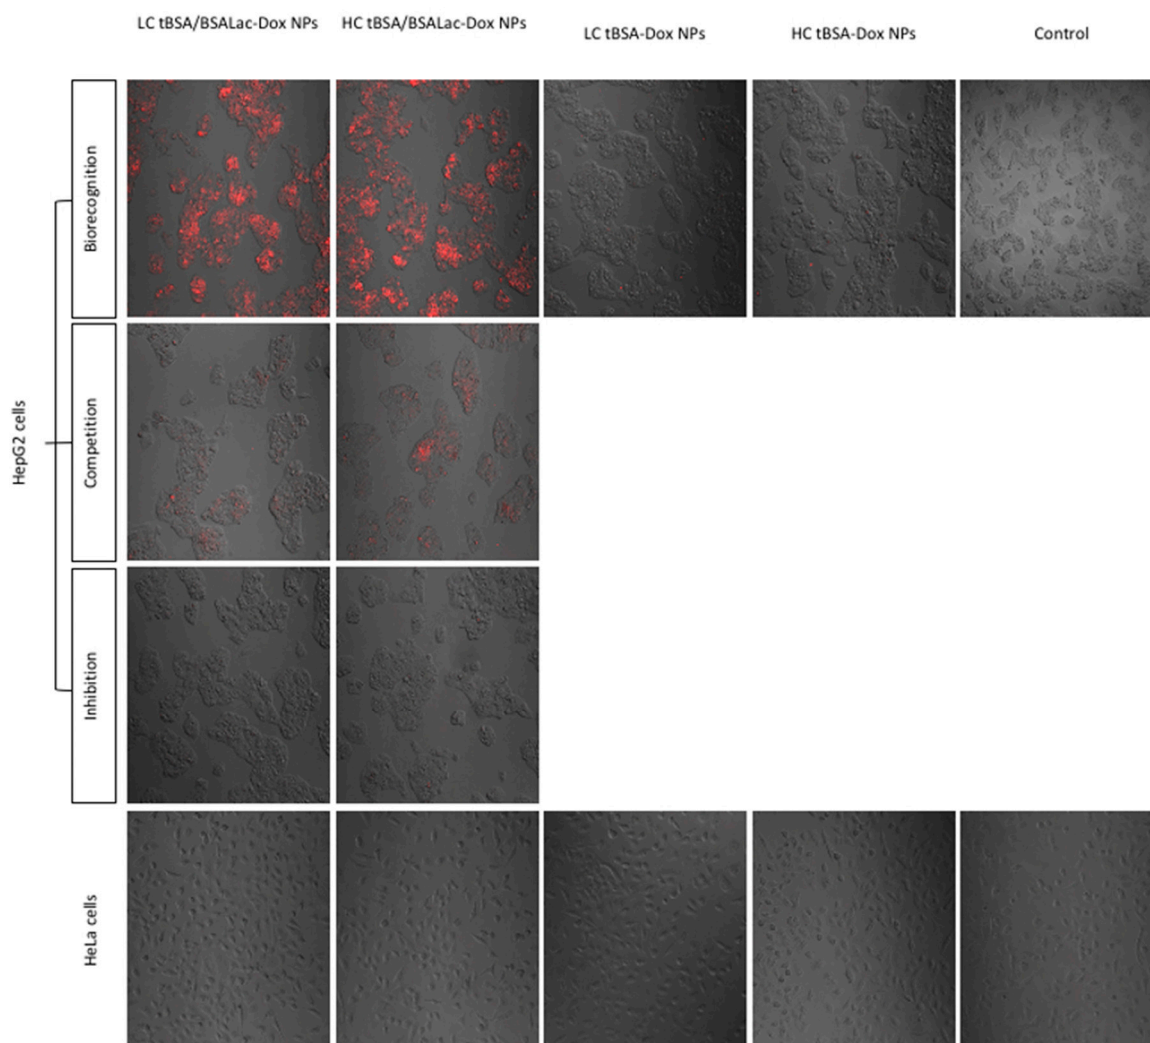 LC tBSA/BSALac-Dox NPs
HC tBSA/BSALac-Dox NPs
LC tBSA-Dox NPs
HC tBSA-Dox NPs
Control
HepG2 cells
Biorecognition
Competition
Inhibition
HeLa cells